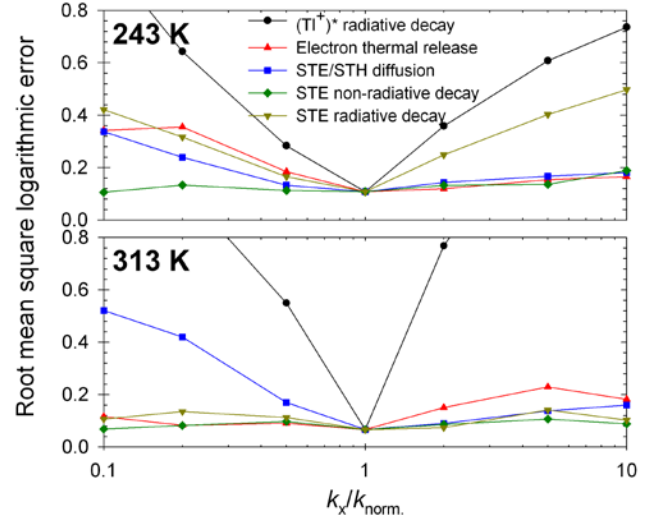 243 K
(Tl⁺)* radiative decay
Electron thermal release
STE/STH diffusion
STE non-radiative decay
STE radiative decay
0.8
0.6
0.4
0.2
0.0
313 K
0.8
0.6
0.4
0.2
0.0
0.1
1
10
Root mean square logarithmic error
kₓ/kₙₒᵣₘ.